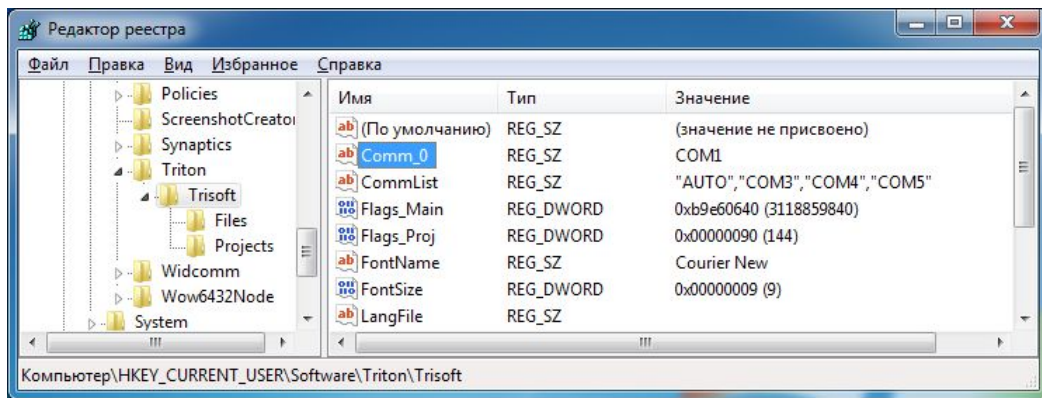 Редактор реестра
Файл Правка Вид Избранное Справка
Policies
ScreenshotCreator
Synaptics
Triton
Trisoft
Files
Projects
Widcomm
Wow6432Node
System
Имя Тип Значение
(По умолчанию) REG_SZ (значение не присвоено)
Comm_0 REG_SZ COM1
CommList REG_SZ "AUTO","COM3","COM4","COM5"
Flags_Main REG_DWORD 0xb9e60640 (3118859840)
Flags_Proj REG_DWORD 0x00000090 (144)
FontName REG_SZ Courier New
FontSize REG_DWORD 0x00000009 (9)
LangFile REG_SZ
Компьютер\HKEY_CURRENT_USER\Software\Triton\Trisoft